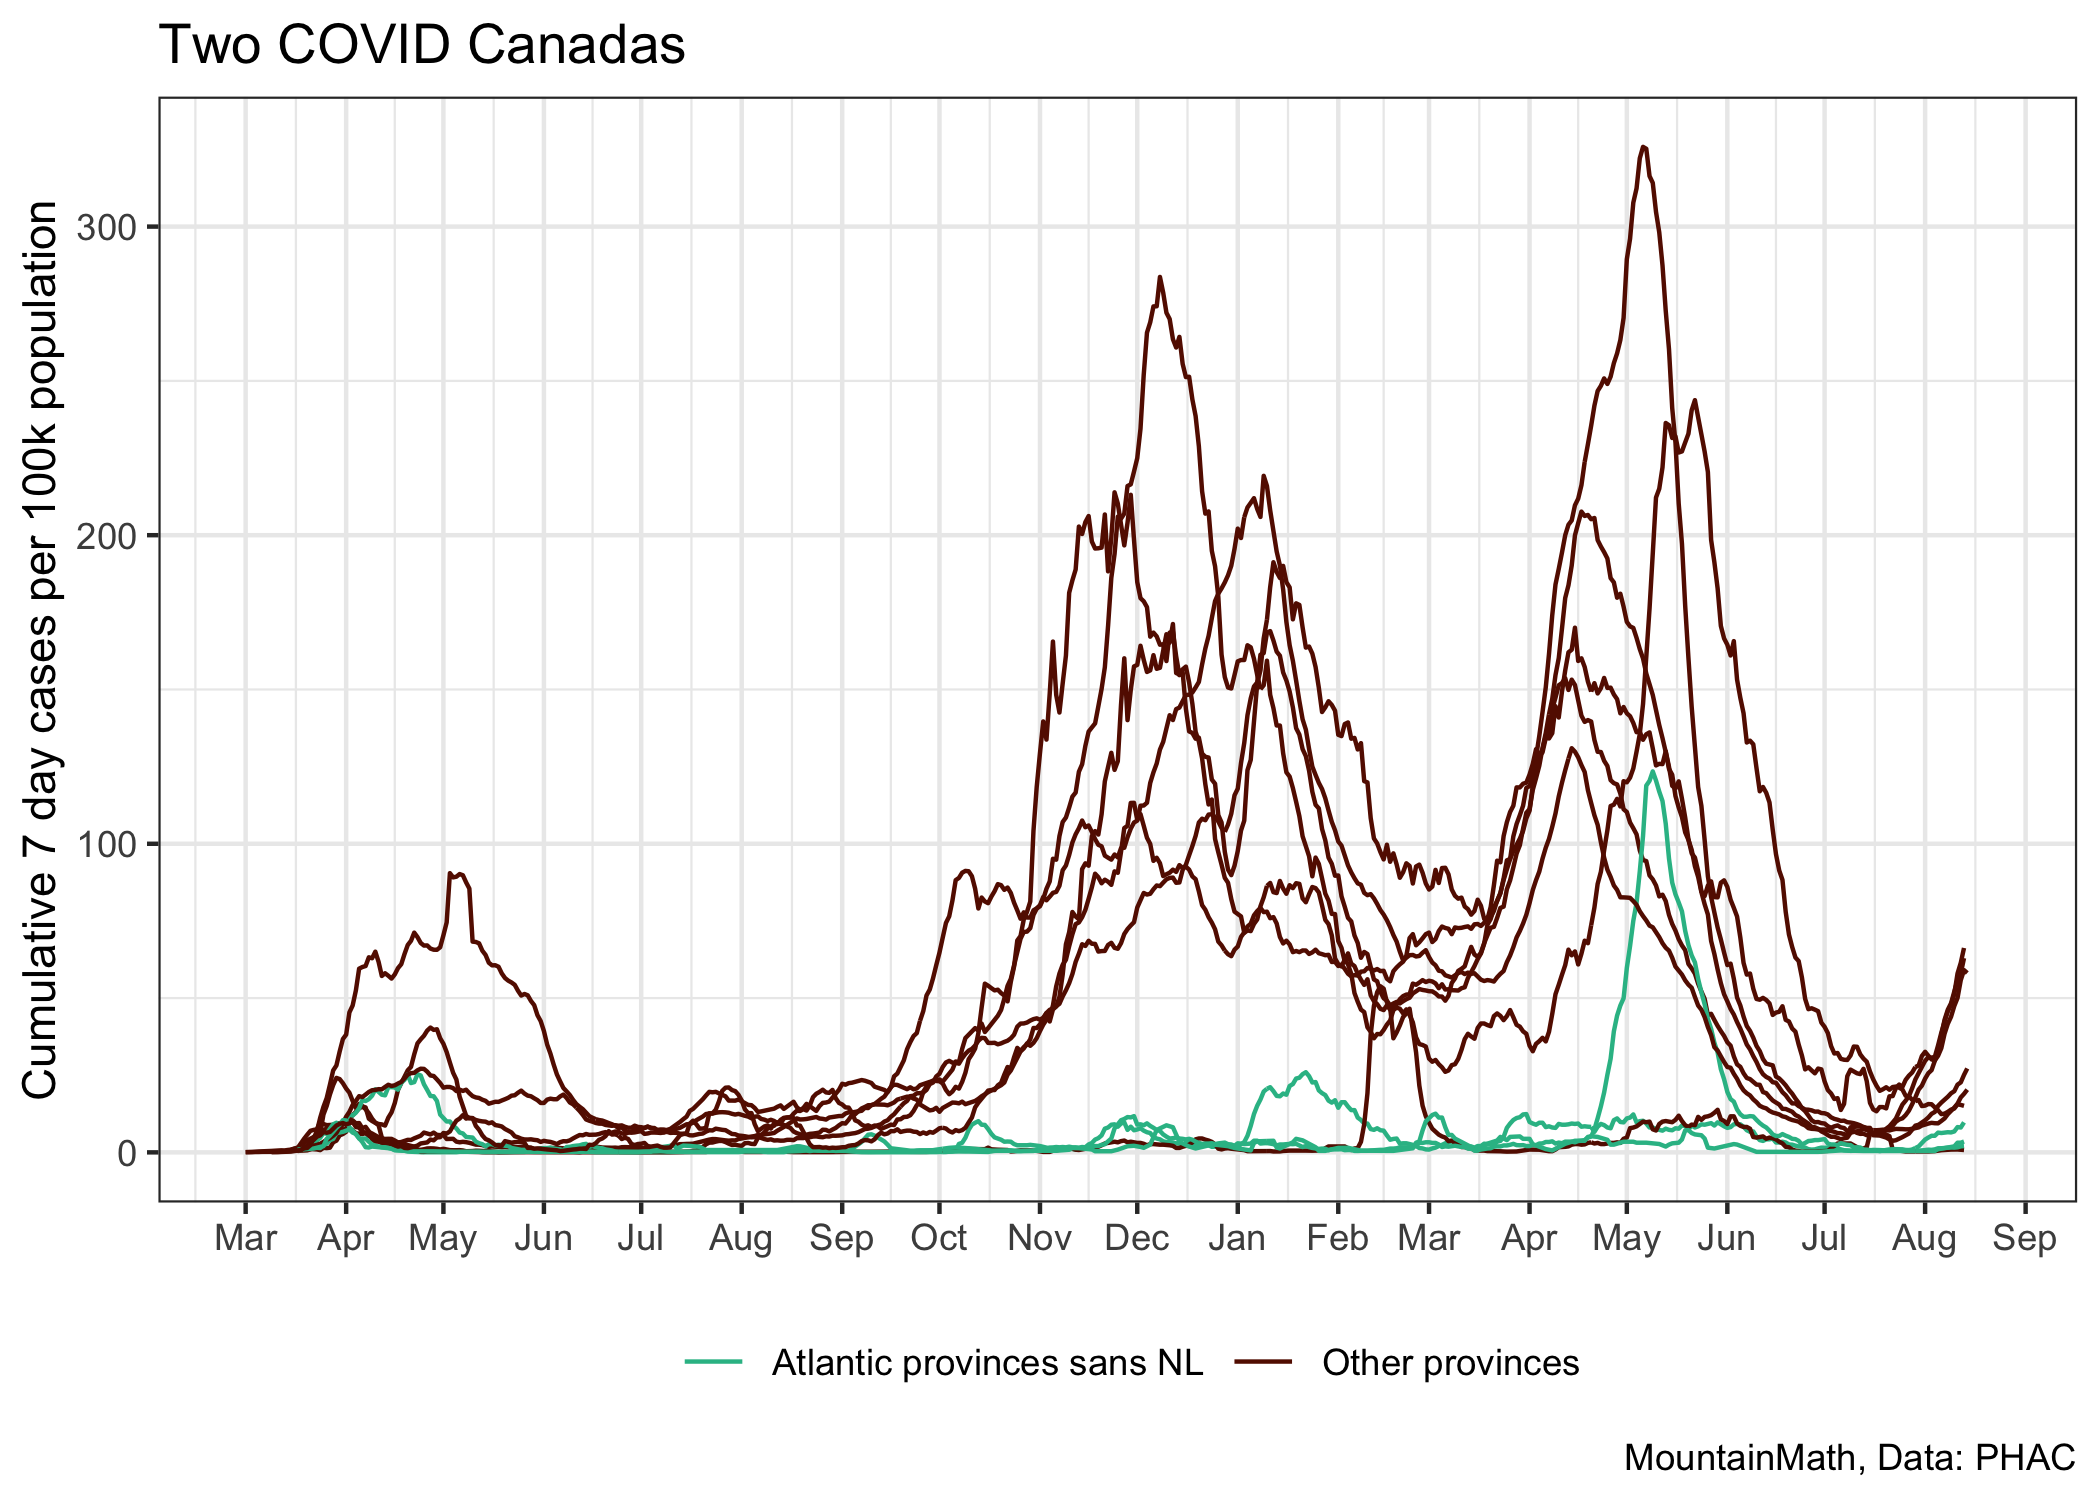 Two COVID Canadas
Cumulative 7 day cases per 100k population
300
200
100
0
Mar Apr May Jun Jul Aug Sep Oct Nov Dec Jan Feb Mar Apr May Jun Jul Aug Sep
Atlantic provinces sans NL Other provinces
MountainMath, Data: PHAC